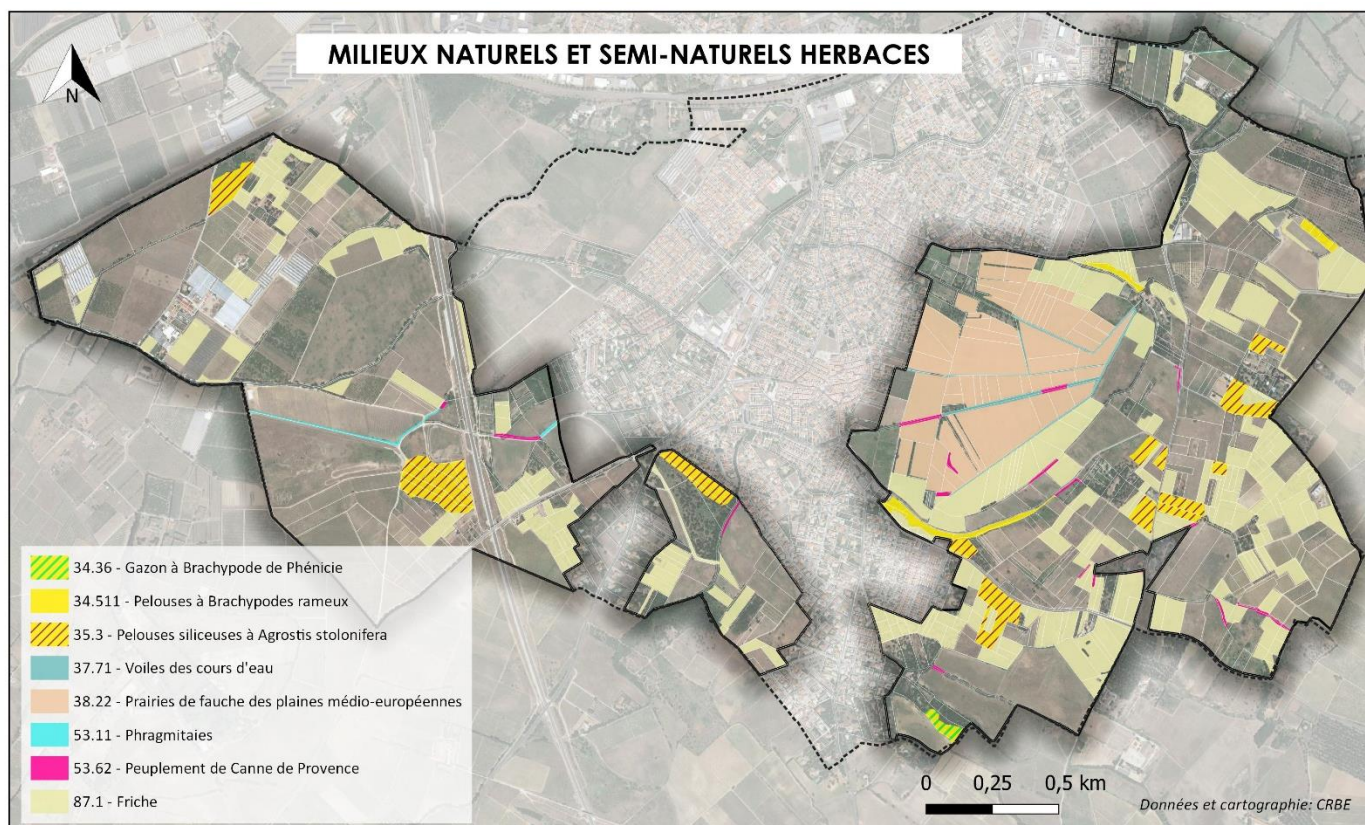 MILIEUX NATURELS ET SEMI-NATURELS HERBACES
N
34.36 - Gazon à Brachypode de Phénicie
34.511 - Pelouses à Brachypodes rameux
35.3 - Pelouses siliceuses à Agrostis stolonifera
37.71 - Voiles des cours d'eau
38.22 - Prairies de fauche des plaines médio-européennes
53.11 - Phragmitaies
53.62 - Peuplement de Canne de Provence
87.1 - Friche
0 0,25 0,5 km
Données et cartographie: CRBE